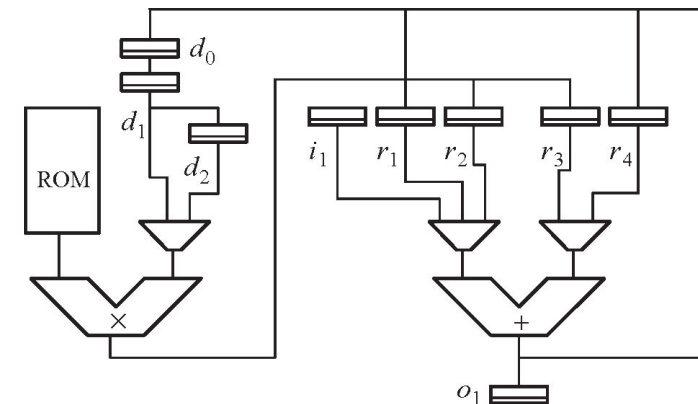 d₀
d₁
d₂
ROM
i₁
r₁
r₂
r₃
r₄
×
+
o₁